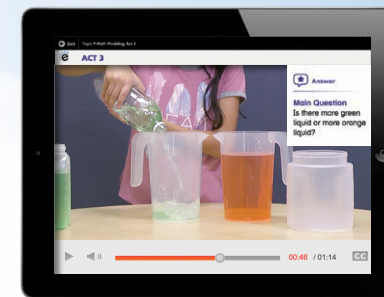 Exit Topic 9 Math Modeling: Act 3
e ACT 3
Answer
Main Question
Is there more green
liquid or more orange
liquid?
0
00:46 / 01:14 CC